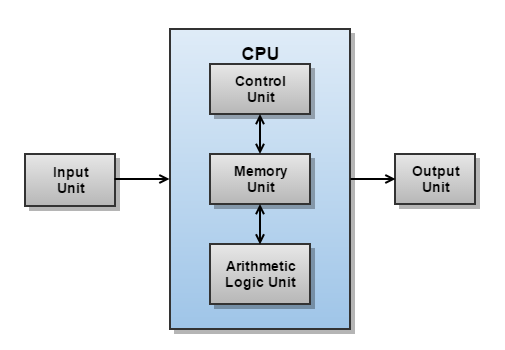 CPU
Control
Unit
Input
Unit
Memory
Unit
Output
Unit
Arithmetic
Logic Unit